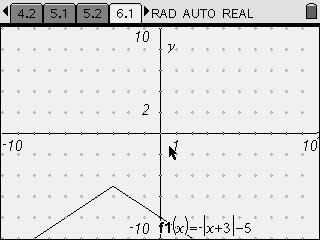 4.2 5.1 5.2 6.1 RAD AUTO REAL
10 y
2
-10 1 10
-10 f1(x)=-|x+3|-5